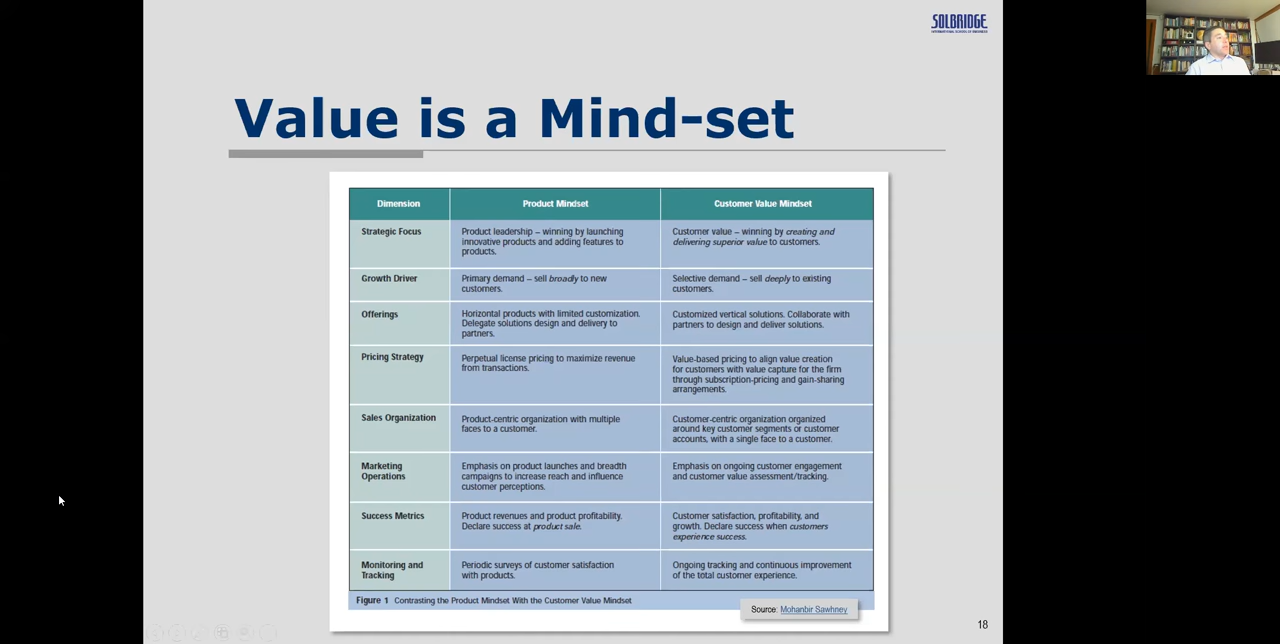 SOLBRIDGE
INTERNATIONAL SCHOOL OF BUSINESS
Value is a Mind-set
Dimension
Product Mindset
Customer Value Mindset
Strategic Focus
Product leadership – winning by launching
innovative products and adding features to
products.
Customer value – winning by creating and
delivering superior value to customers.
Growth Driver
Primary demand – sell broadly to new
customers.
Selective demand – sell deeply to existing
customers.
Offerings
Horizontal products with limited customization.
Delegate solutions design and delivery to
partners.
Customized vertical solutions. Collaborate with
partners to design and deliver solutions.
Pricing Strategy
Perpetual license pricing to maximize revenue
from transactions.
Value-based pricing to align value creation
for customers with value capture for the firm
through subscription-pricing and gain-sharing
arrangements.
Sales Organization
Product-centric organization with multiple
faces to a customer.
Customer-centric organization organized
around key customer segments or customer
accounts, with a single face to a customer.
Marketing
Operations
Emphasis on product launches and breadth
campaigns to increase reach and influence
customer perceptions.
Emphasis on ongoing customer engagement
and customer value assessment/tracking.
Success Metrics
Product revenues and product profitability.
Declare success at product sale.
Customer satisfaction, profitability, and
growth. Declare success when customers
experience success.
Monitoring and
Tracking
Periodic surveys of customer satisfaction
with products.
Ongoing tracking and continuous improvement
of the total customer experience.
Figure 1 Contrasting the Product Mindset With the Customer Value Mindset
Source: Mohanbir Sawhney
18